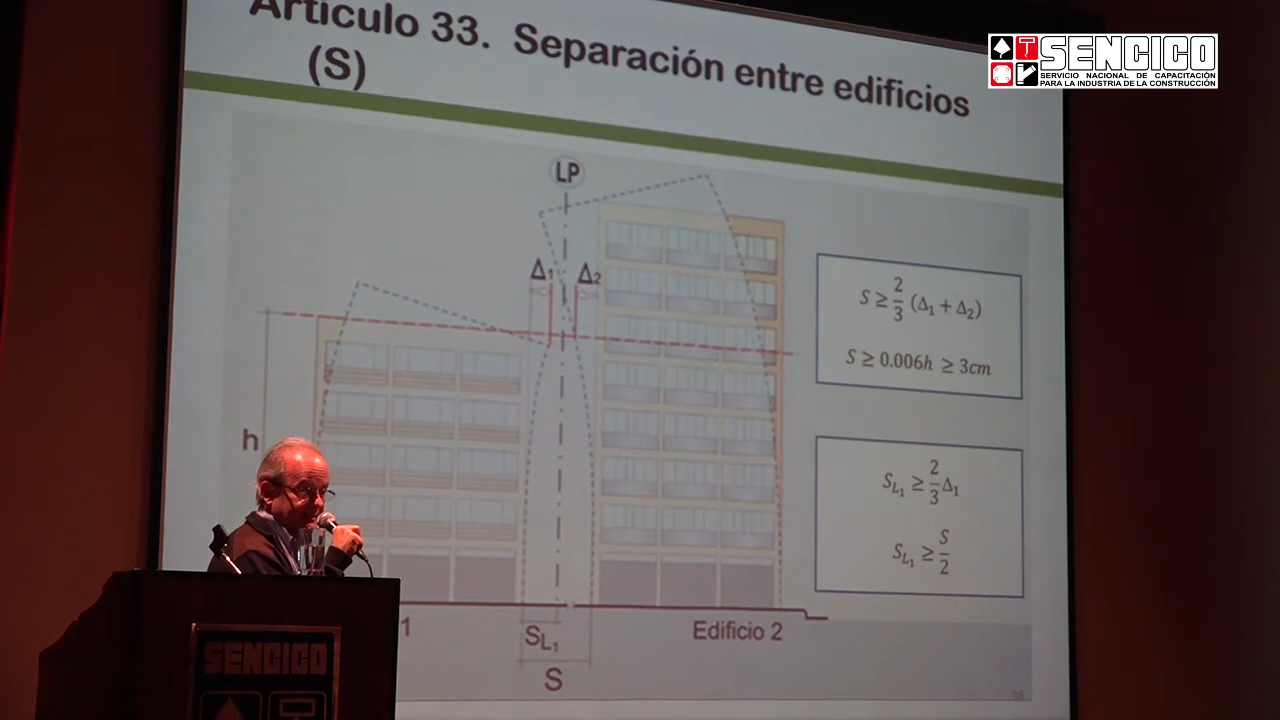 Artículo 33. Separación entre edificios
(S)
SENCICO
SERVICIO NACIONAL DE CAPACITACIÓN
PARA LA INDUSTRIA DE LA CONSTRUCCIÓN
LP
Δ₁ Δ₂
S ≥ 2/3 (Δ₁ + Δ₂)
S ≥ 0.006h ≥ 3cm
h
S_L₁ ≥ 2/3 Δ₁
S_L₁ ≥ S/2
1
Edificio 2
S_L₁
S
SENCICO